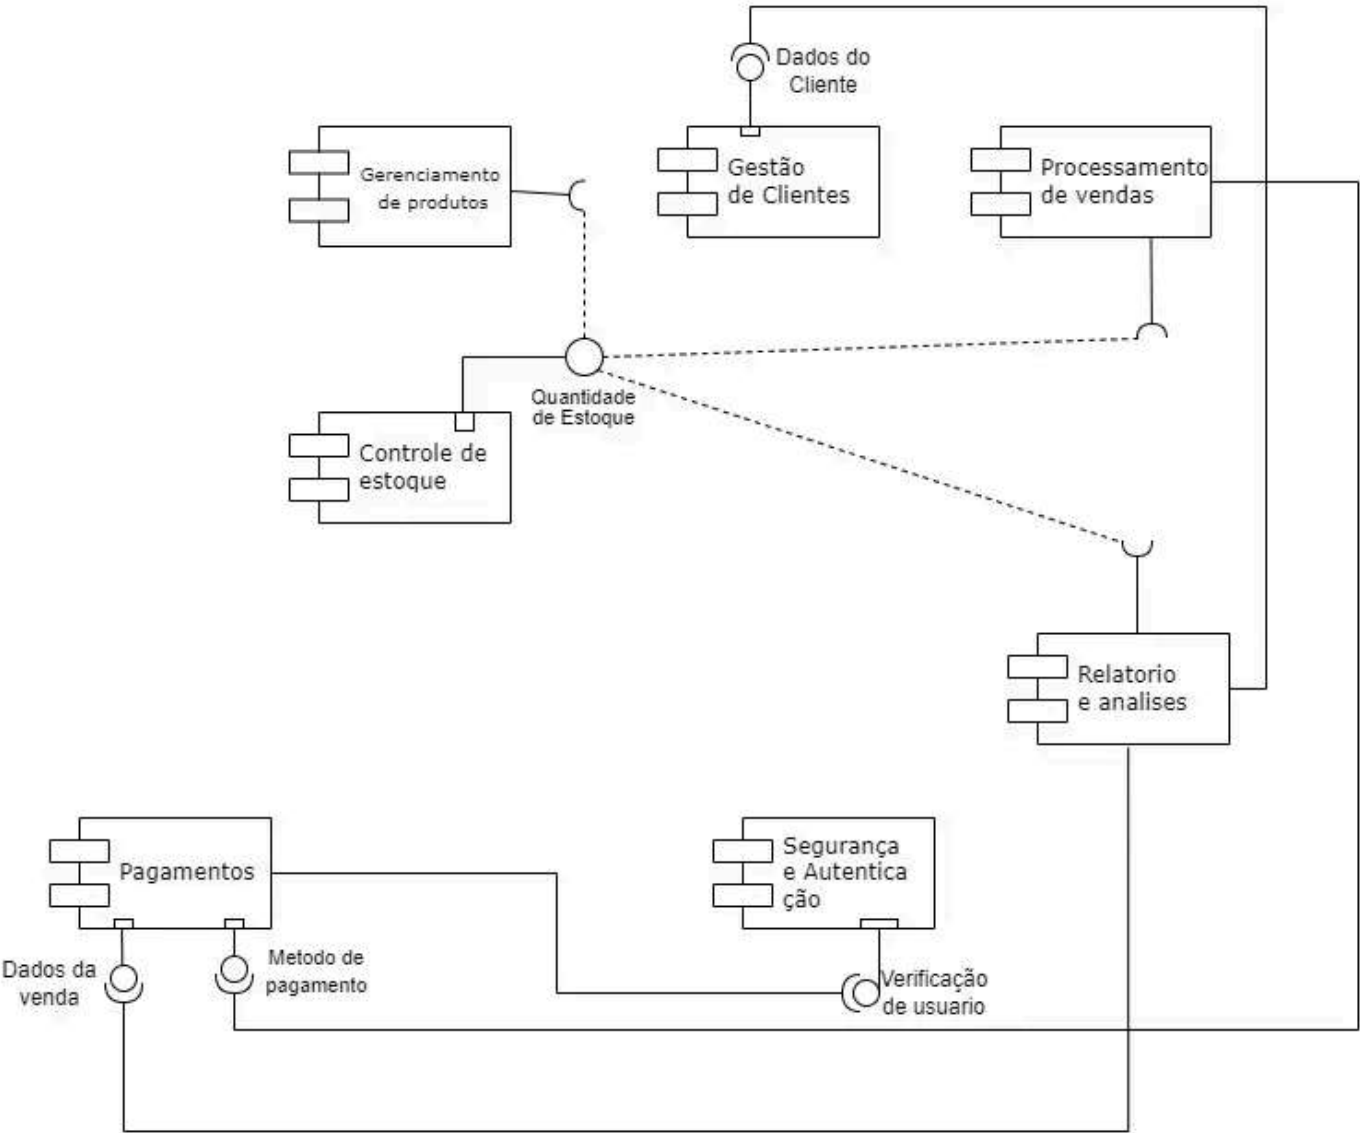 Dados do
Cliente
Gerenciamento
de produtos
Gestão
de Clientes
Processamento
de vendas
Quantidade
de Estoque
Controle de
estoque
Relatorio
e analises
Pagamentos
Segurança
e Autentica
ção
Dados da
venda
Metodo de
pagamento
Verificação
de usuario